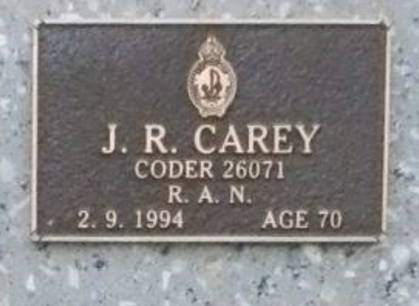 J. R. CAREY
CODER 26071
R. A. N.
2. 9. 1994 AGE 70